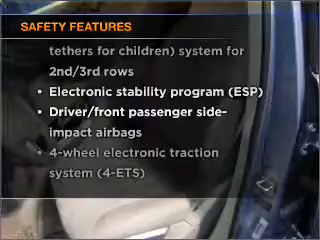 SAFETY FEATURES
tethers for children) system for
2nd/3rd rows
• Electronic stability program (ESP)
• Driver/front passenger side-
impact airbags
• 4-wheel electronic traction
system (4-ETS)